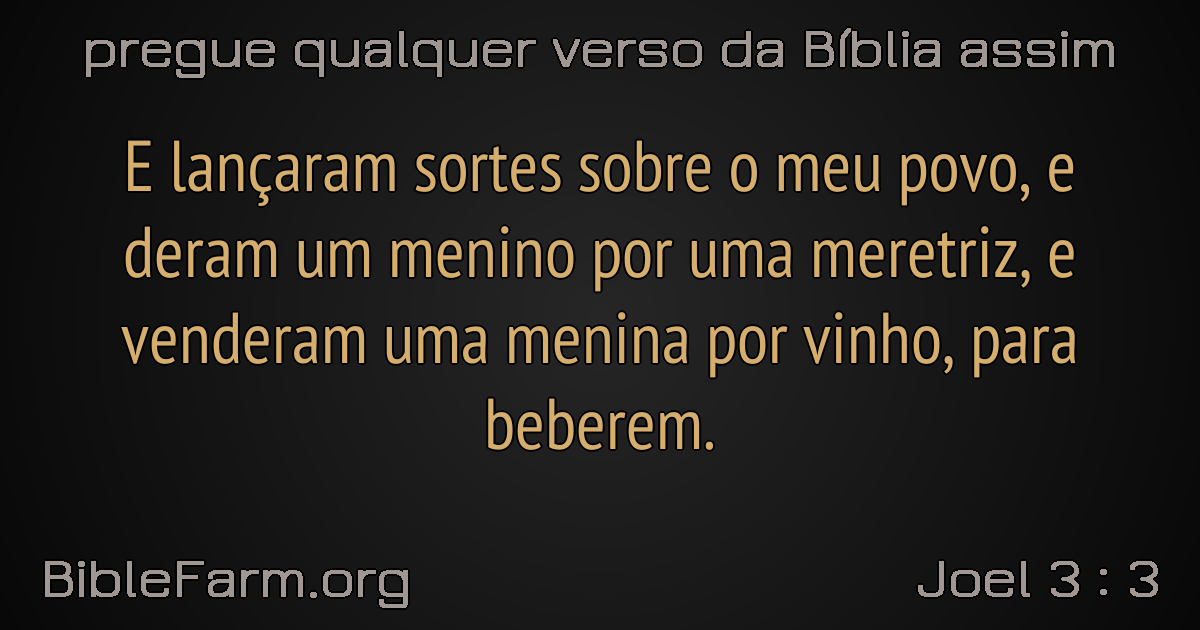 pregue qualquer verso da Bíblia assim
E lançaram sortes sobre o meu povo, e
deram um menino por uma meretriz, e
venderam uma menina por vinho, para
beberem.
BibleFarm.org
Joel 3 : 3